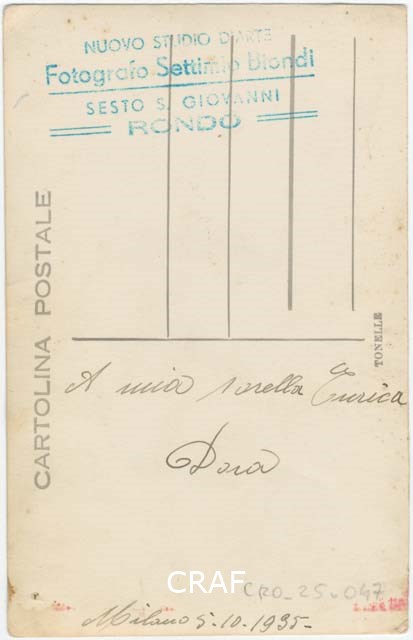 NUOVO STUDIO D'ARTE
Fotografo Settimio Biondi
SESTO S. GIOVANNI
RONDO
CARTOLINA POSTALE
TONELLE
A mia sorella Enrica
Dora
CRAF
CRO_25_047
Milano 5-10-1935-